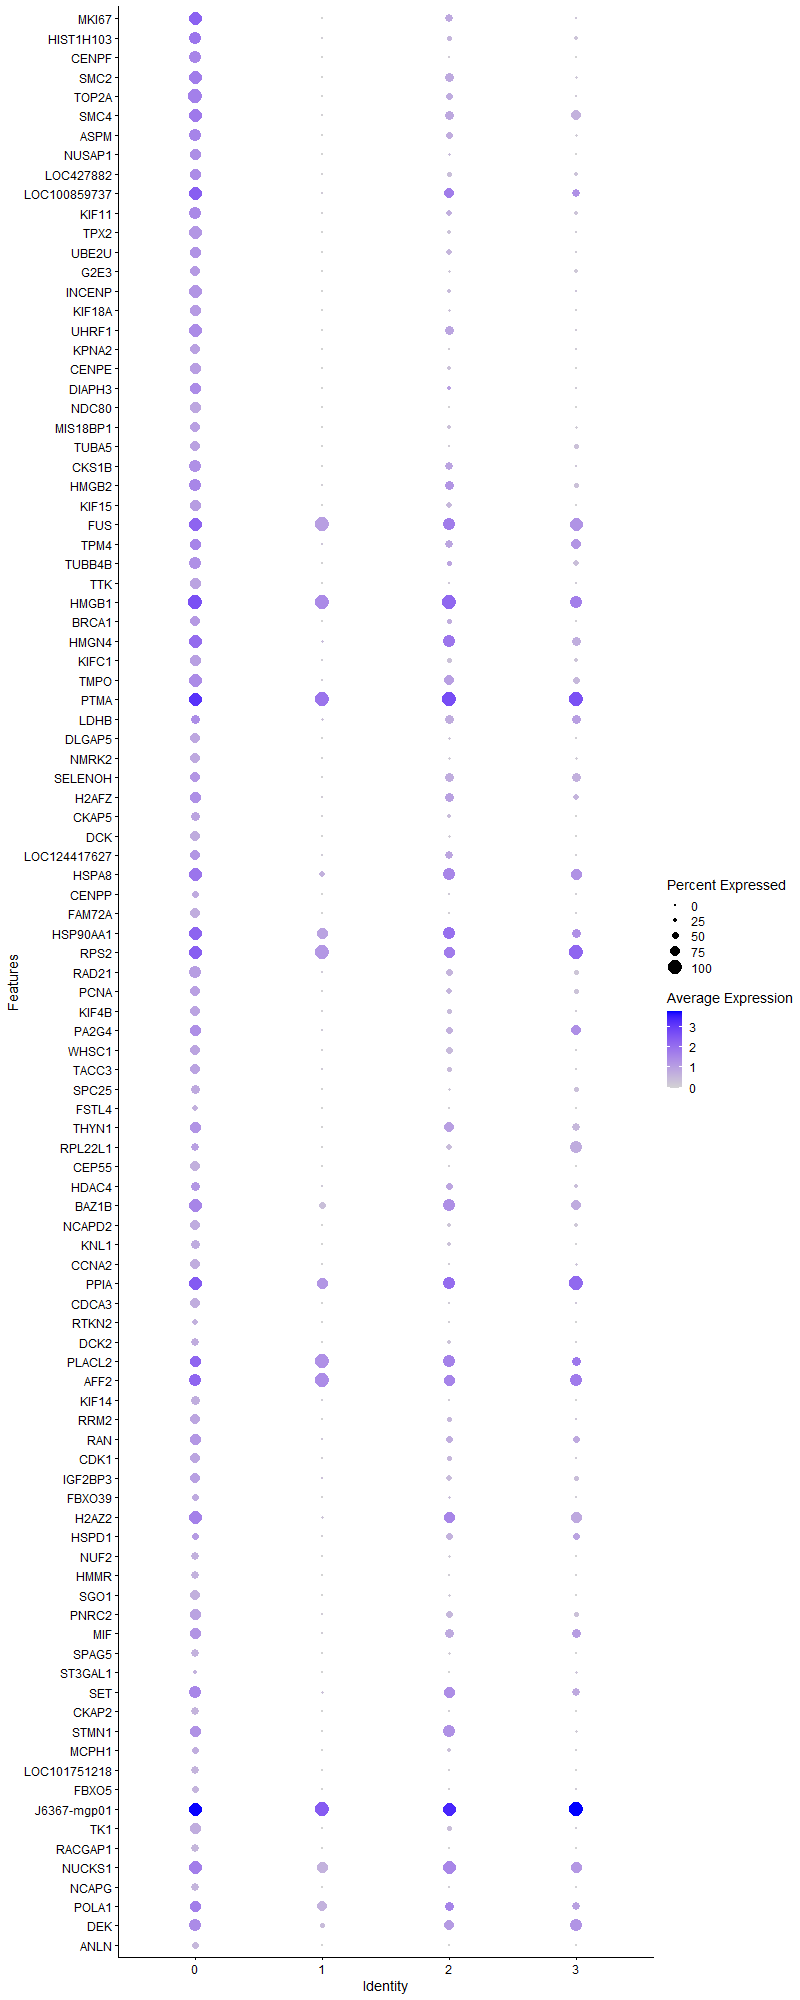 MKI67
HIST1H103
CENPF
SMC2
TOP2A
SMC4
ASPM
NUSAP1
LOC427882
LOC100859737
KIF11
TPX2
UBE2U
G2E3
INCENP
KIF18A
UHRF1
KPNA2
CENPE
DIAPH3
NDC80
MIS18BP1
TUBA5
CKS1B
HMGB2
KIF15
FUS
TPM4
TUBB4B
TTK
HMGB1
BRCA1
HMGN4
KIFC1
TMPO
PTMA
LDHB
DLGAP5
NMRK2
SELENOH
H2AFZ
CKAP5
DCK
LOC124417627
HSPA8
CENPP
FAM72A
HSP90AA1
RPS2
RAD21
PCNA
KIF4B
PA2G4
WHSC1
TACC3
SPC25
FSTL4
THYN1
RPL22L1
CEP55
HDAC4
BAZ1B
NCAPD2
KNL1
CCNA2
PPIA
CDCA3
RTKN2
DCK2
PLACL2
AFF2
KIF14
RRM2
RAN
CDK1
IGF2BP3
FBXO39
H2AZ2
HSPD1
NUF2
HMMR
SGO1
PNRC2
MIF
SPAG5
ST3GAL1
SET
CKAP2
STMN1
MCPH1
LOC101751218
FBXO5
J6367-mgp01
TK1
RACGAP1
NUCKS1
NCAPG
POLA1
DEK
ANLN
Features
0 1 2 3
Identity
Percent Expressed
0
25
50
75
100
Average Expression
3
2
1
0